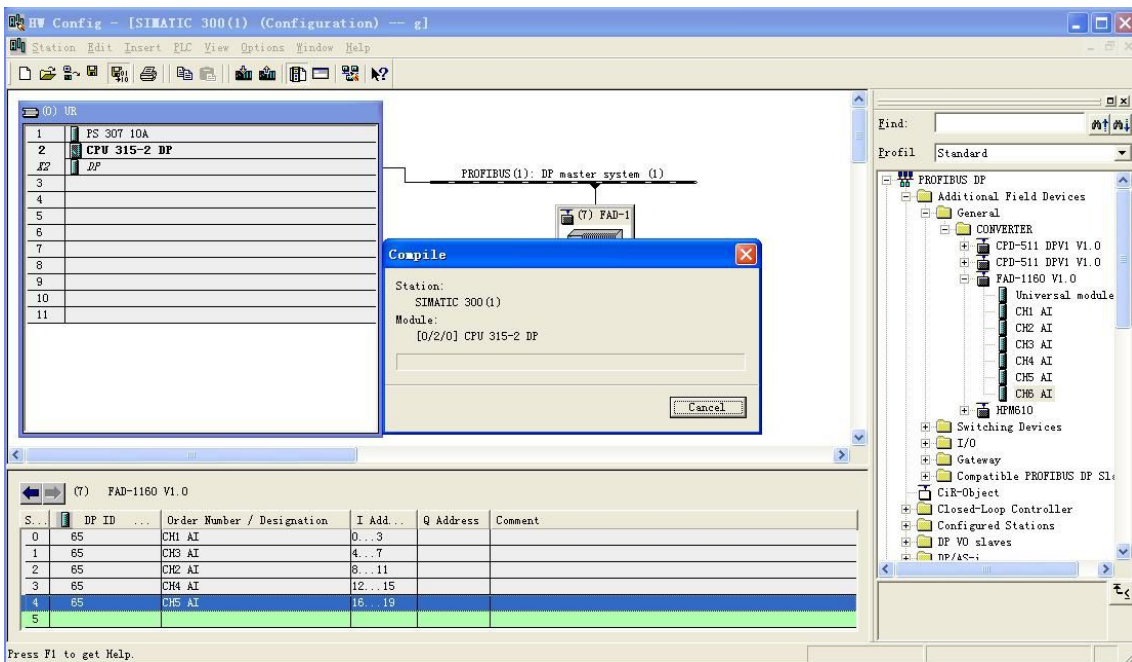 HW Config - [SIMATIC 300(1) (Configuration) -- g]
Station Edit Insert PLC View Options Window Help
(0) UR
1 PS 307 10A
2 CPU 315-2 DP
X2 DP
3
4
5
6
7
8
9
10
11
PROFIBUS(1): DP master system (1)
(7) FAD-1
Compile
Station:
SIMATIC 300(1)
Module:
[0/2/0] CPU 315-2 DP
Cancel
Find:
Profil Standard
PROFIBUS DP
Additional Field Devices
General
CONVERTER
CPD-511 DPV1 V1.0
CPD-511 DPV1 V1.0
FAD-1160 V1.0
Universal module
CH1 AI
CH2 AI
CH3 AI
CH4 AI
CH5 AI
CH6 AI
HPM610
Switching Devices
I/O
Gateway
Compatible PROFIBUS DP Sla
CiR-Object
Closed-Loop Controller
Configured Stations
DP V0 slaves
DP/AS-i
(7) FAD-1160 V1.0
S... DP ID ... Order Number / Designation I Add... Q Address Comment
0 65 CH1 AI 0...3
1 65 CH3 AI 4...7
2 65 CH2 AI 8...11
3 65 CH4 AI 12...15
4 65 CH5 AI 16...19
5
Press F1 to get Help.